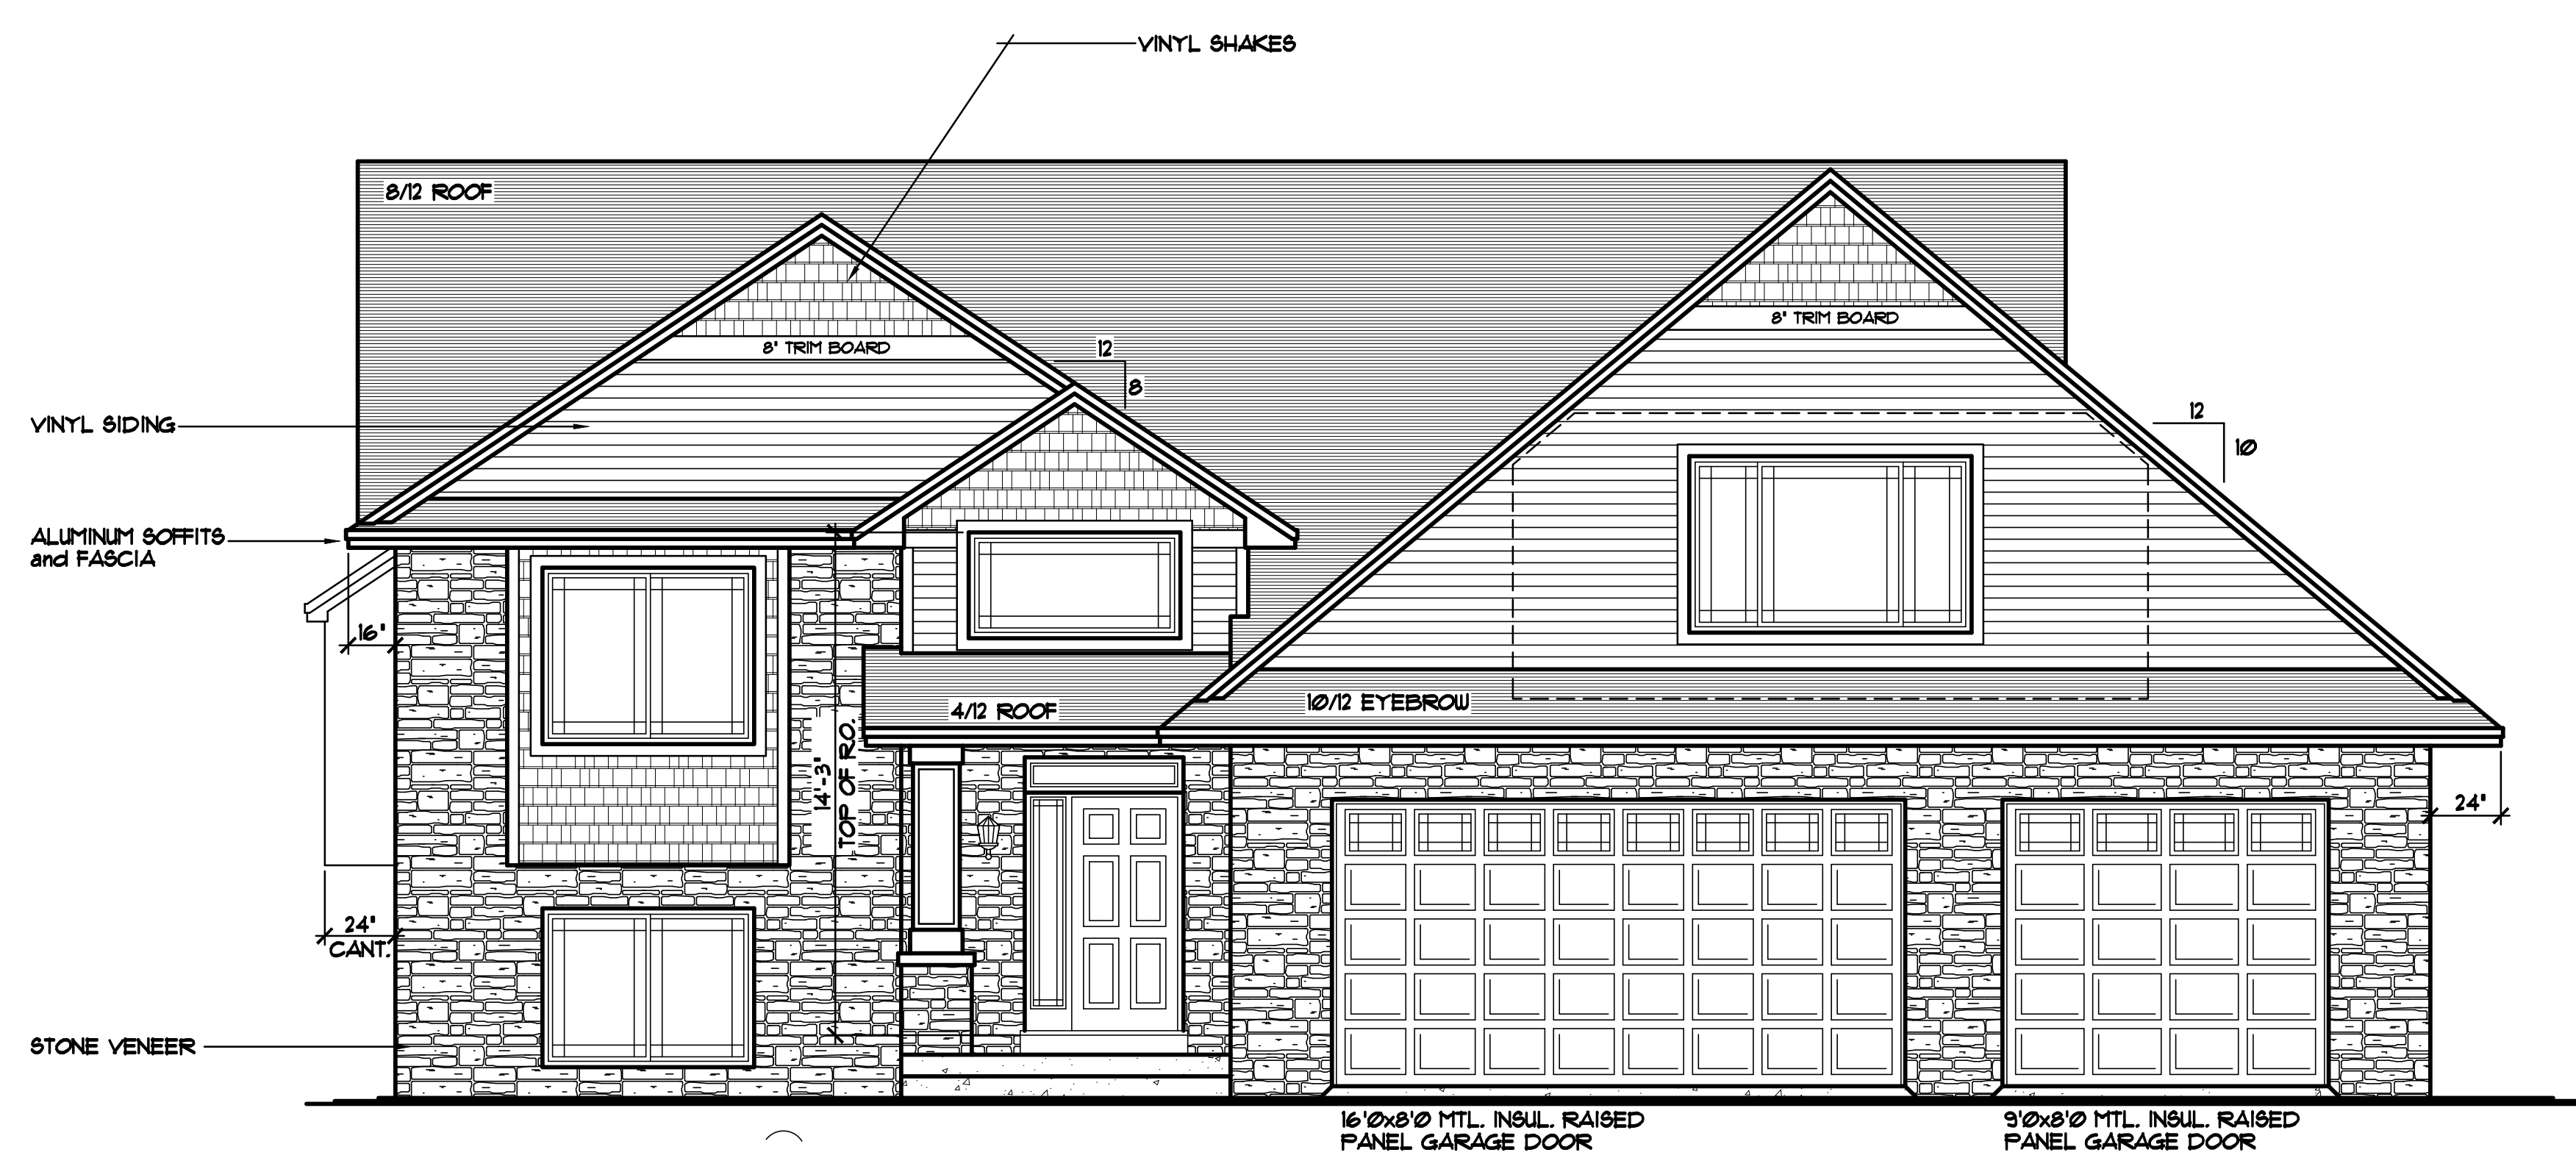 VINYL SHAKES
8/12 ROOF
8" TRIM BOARD
8" TRIM BOARD
12
8
12
10
VINYL SIDING
ALUMINUM SOFFITS
and FASCIA
16"
4/12 ROOF
10/12 EYEBROW
14'-3"
TOP OF R.O.
24"
24"
CANT.
STONE VENEER
16'0x8'0 MTL. INSUL. RAISED
PANEL GARAGE DOOR
9'0x8'0 MTL. INSUL. RAISED
PANEL GARAGE DOOR